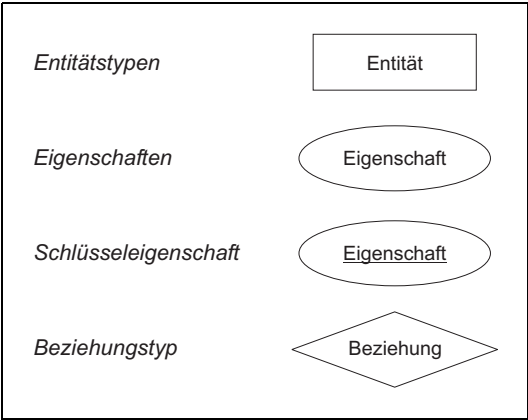 Entitätstypen Entität
Eigenschaften Eigenschaft
Schlüsseleigenschaft Eigenschaft
Beziehungstyp Beziehung